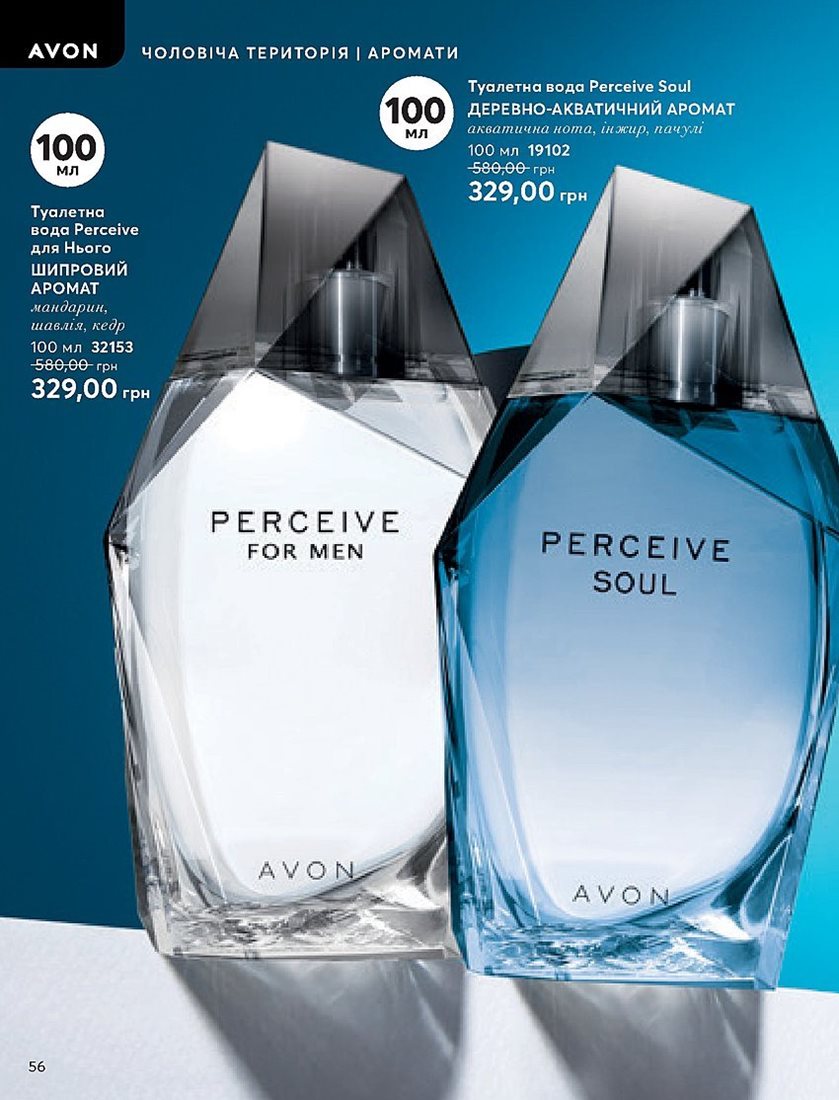 AVON
ЧОЛОВІЧА ТЕРИТОРІЯ | АРОМАТИ
100
МЛ
Туалетна
вода Perceive
для Нього
ШИПРОВИЙ
АРОМАТ
мандарин,
шавлія, кедр
100 мл 32153
580,00 грн
329,00 грн
100
МЛ
Туалетна вода Perceive Soul
ДЕРЕВНО-АКВАТИЧНИЙ АРОМАТ
акватична нота, інжир, пачулі
100 мл 19102
580,00 грн
329,00 грн
PERCEIVE
FOR MEN
AVON
PERCEIVE
SOUL
AVON
56